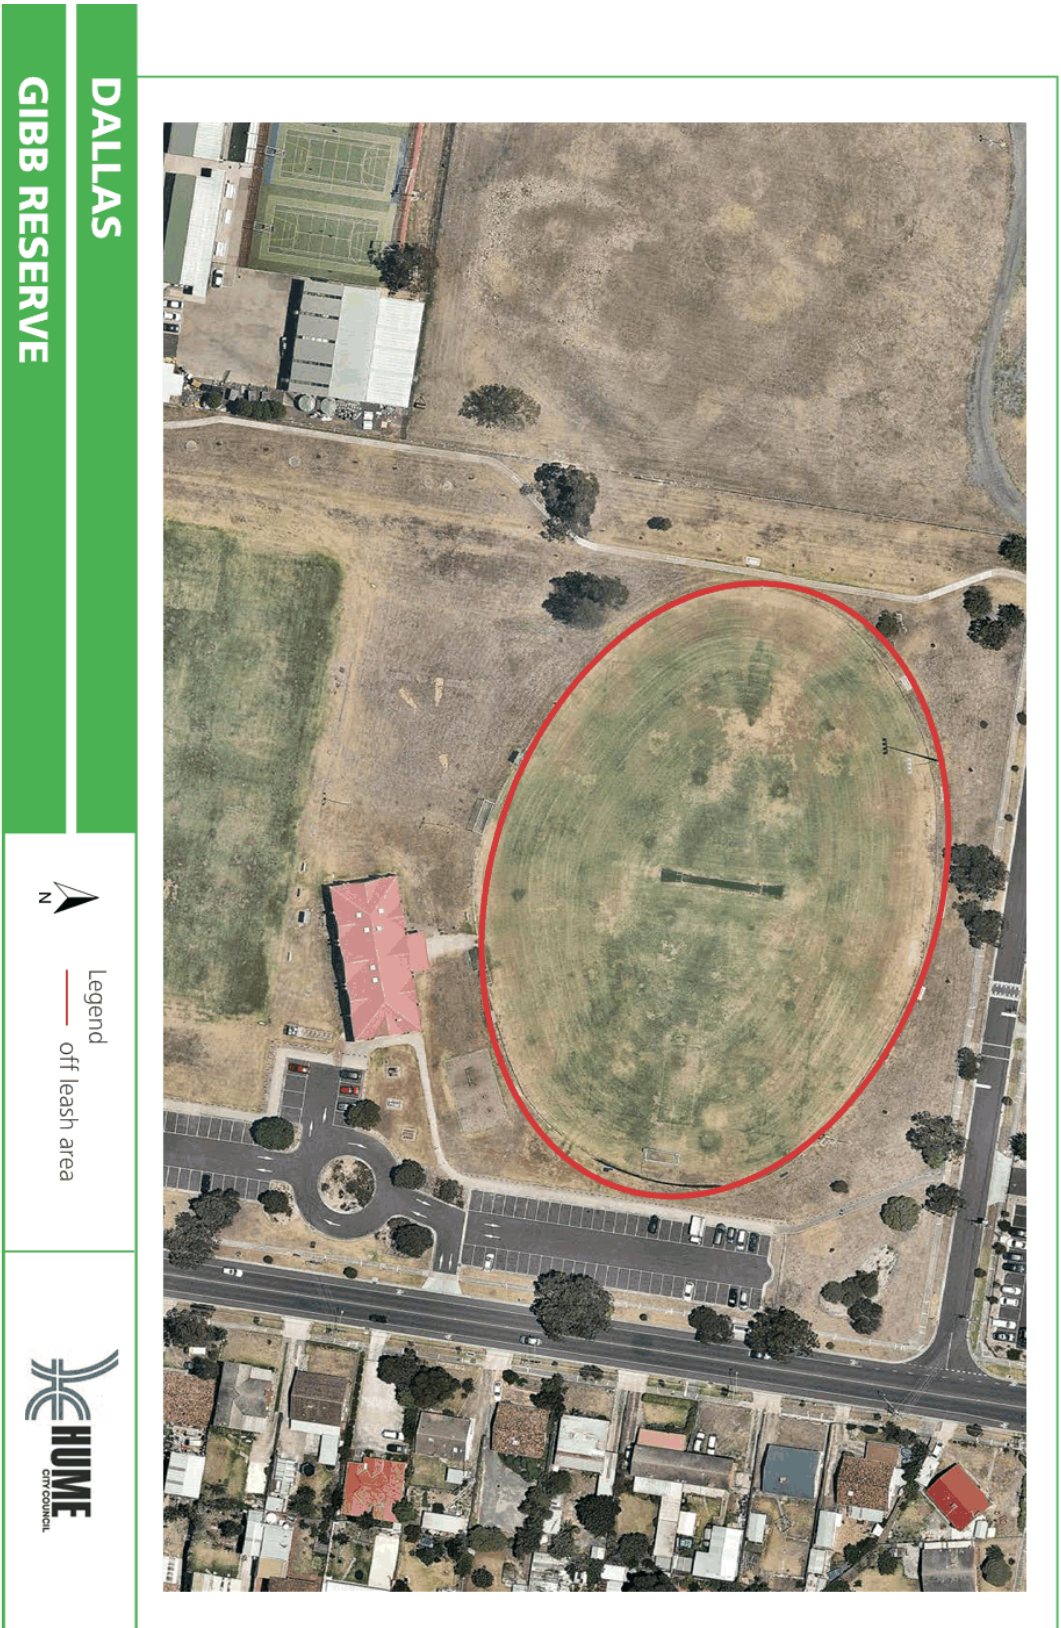 DALLAS
GIBB RESERVE
N
Legend
off leash area
HUME
CITY COUNCIL